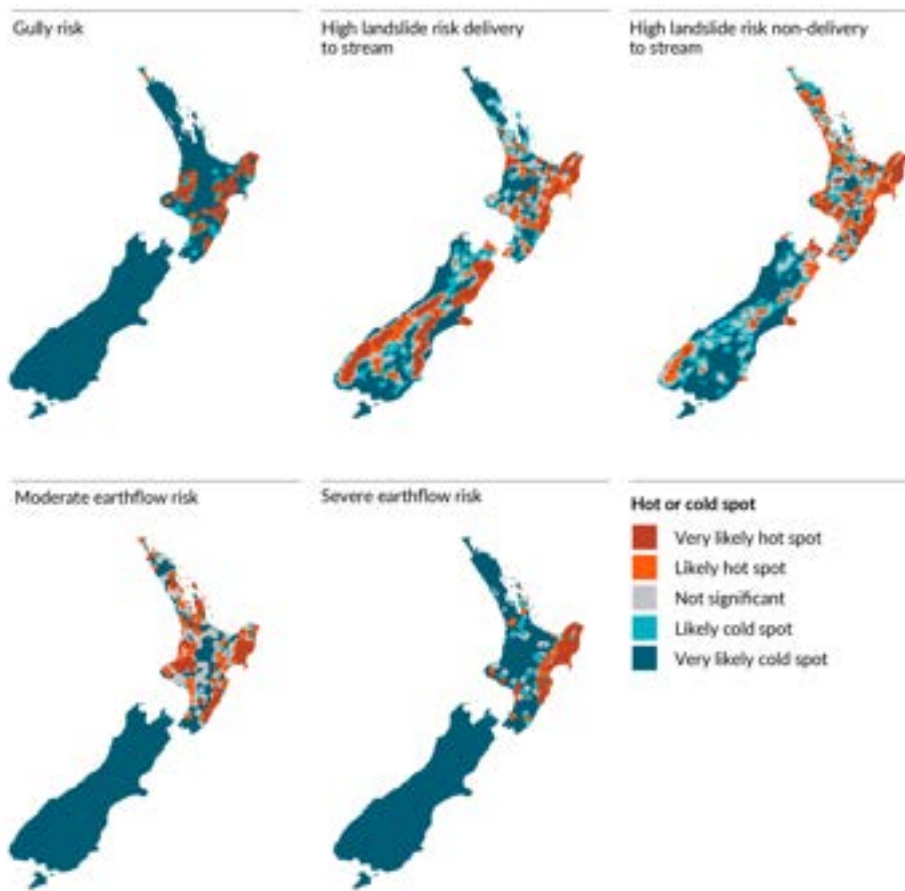 Gully risk
High landslide risk delivery
to stream
High landslide risk non-delivery
to stream
Moderate earthflow risk
Severe earthflow risk
Hot or cold spot
Very likely hot spot
Likely hot spot
Not significant
Likely cold spot
Very likely cold spot